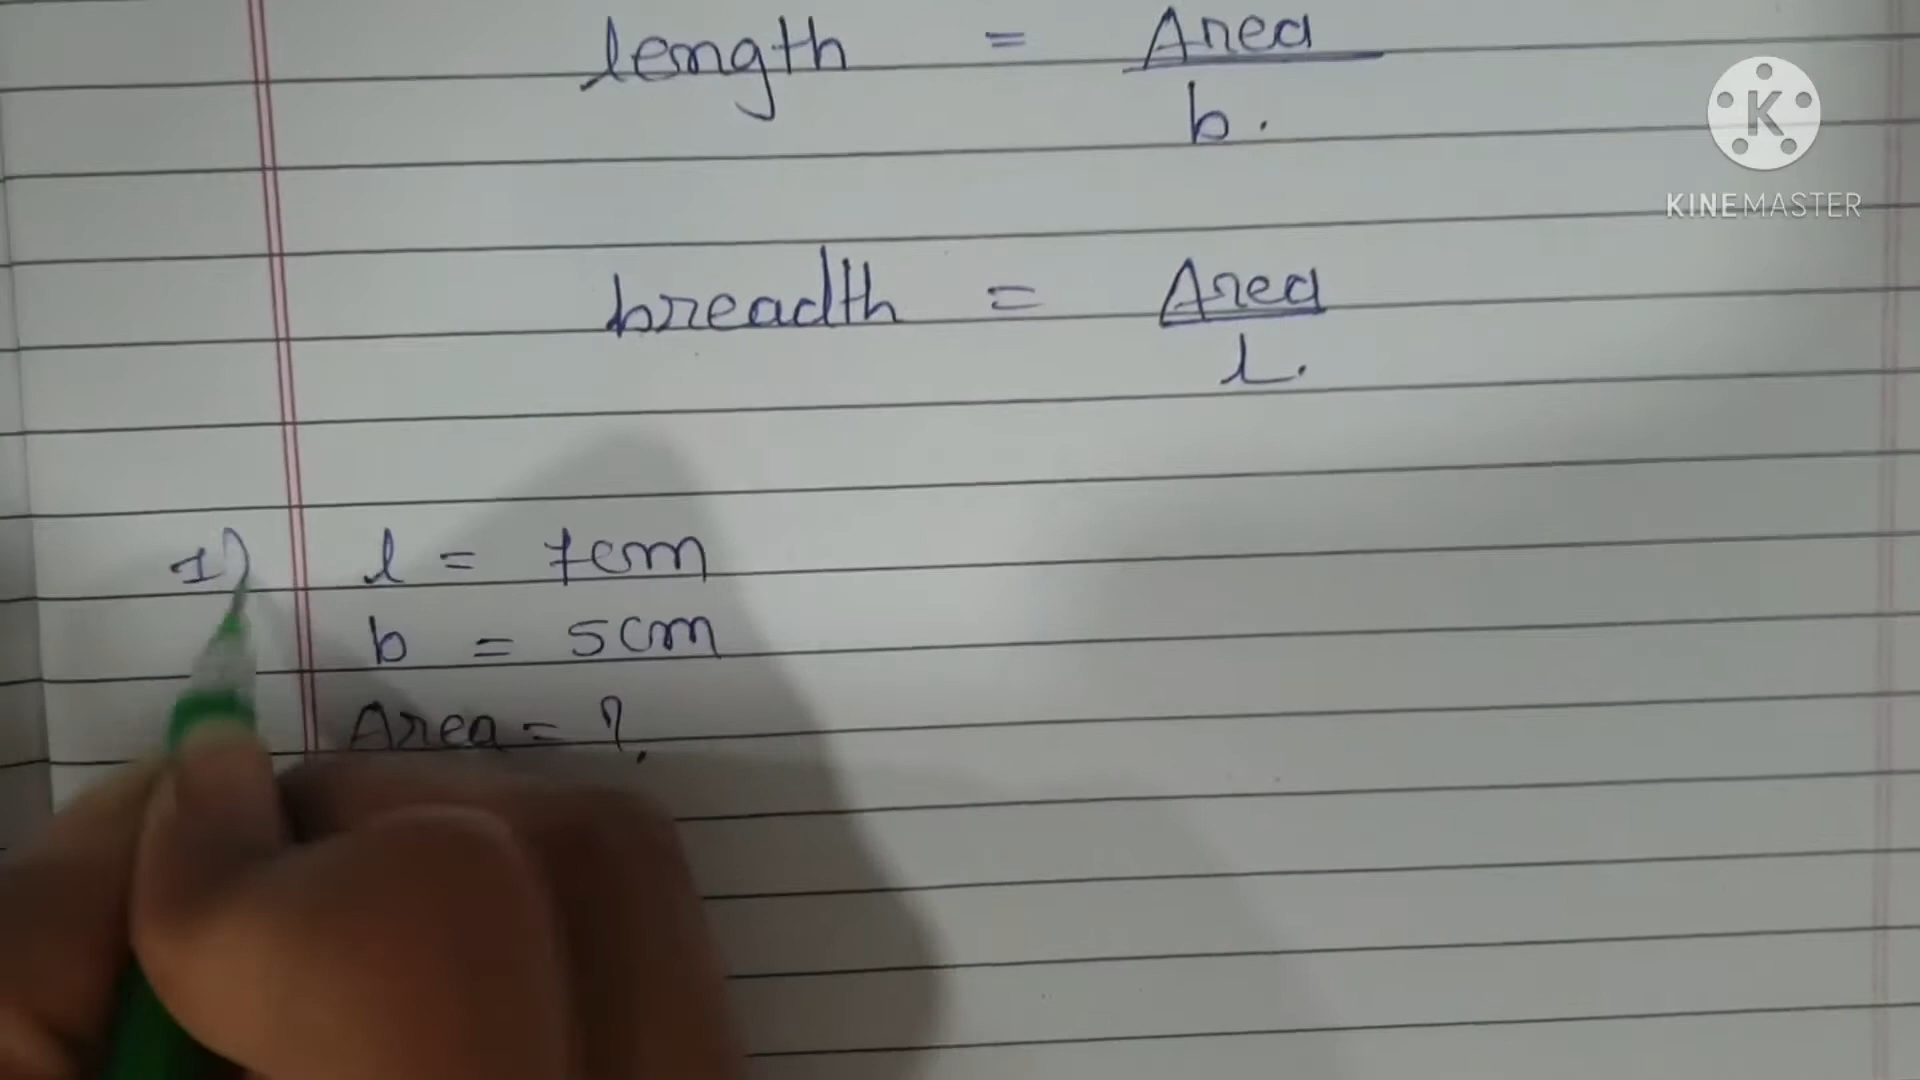 length = Area
b.
breadth = Area
l.
1) l = 7cm
b = 5cm
Area = ?
K
KINEMASTER